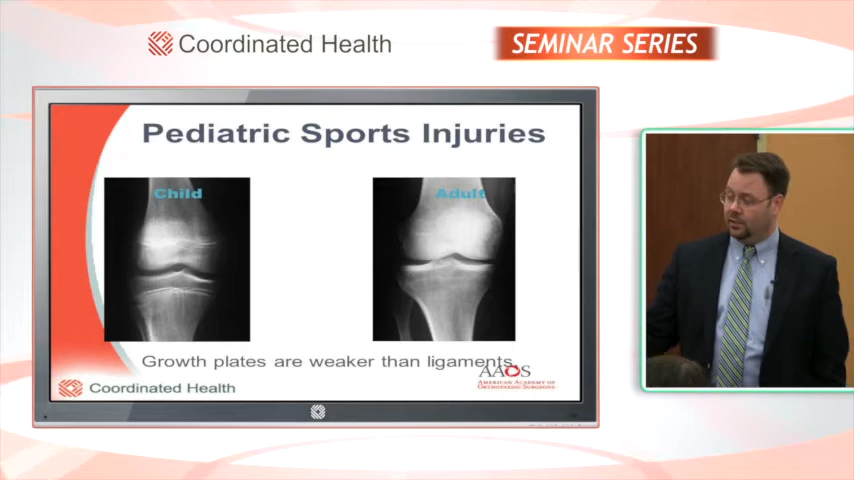 Coordinated Health
SEMINAR SERIES
Pediatric Sports Injuries
Child
Adult
Growth plates are weaker than ligaments
AAOS
AMERICAN ACADEMY OF
ORTHOPAEDIC SURGEONS
Coordinated Health